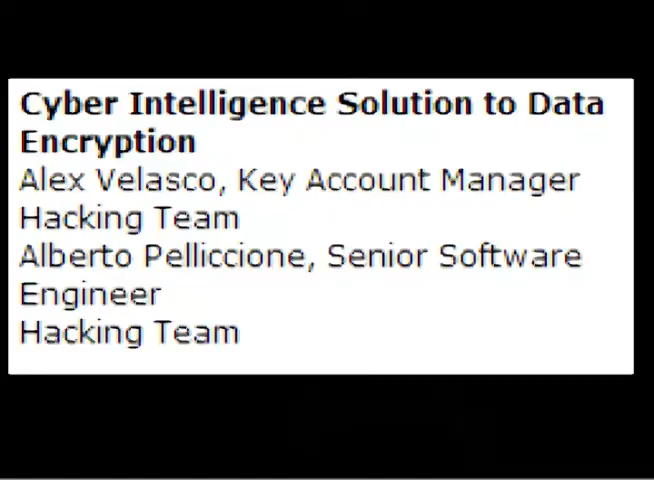 Cyber Intelligence Solution to Data
Encryption
Alex Velasco, Key Account Manager
Hacking Team
Alberto Pelliccione, Senior Software
Engineer
Hacking Team